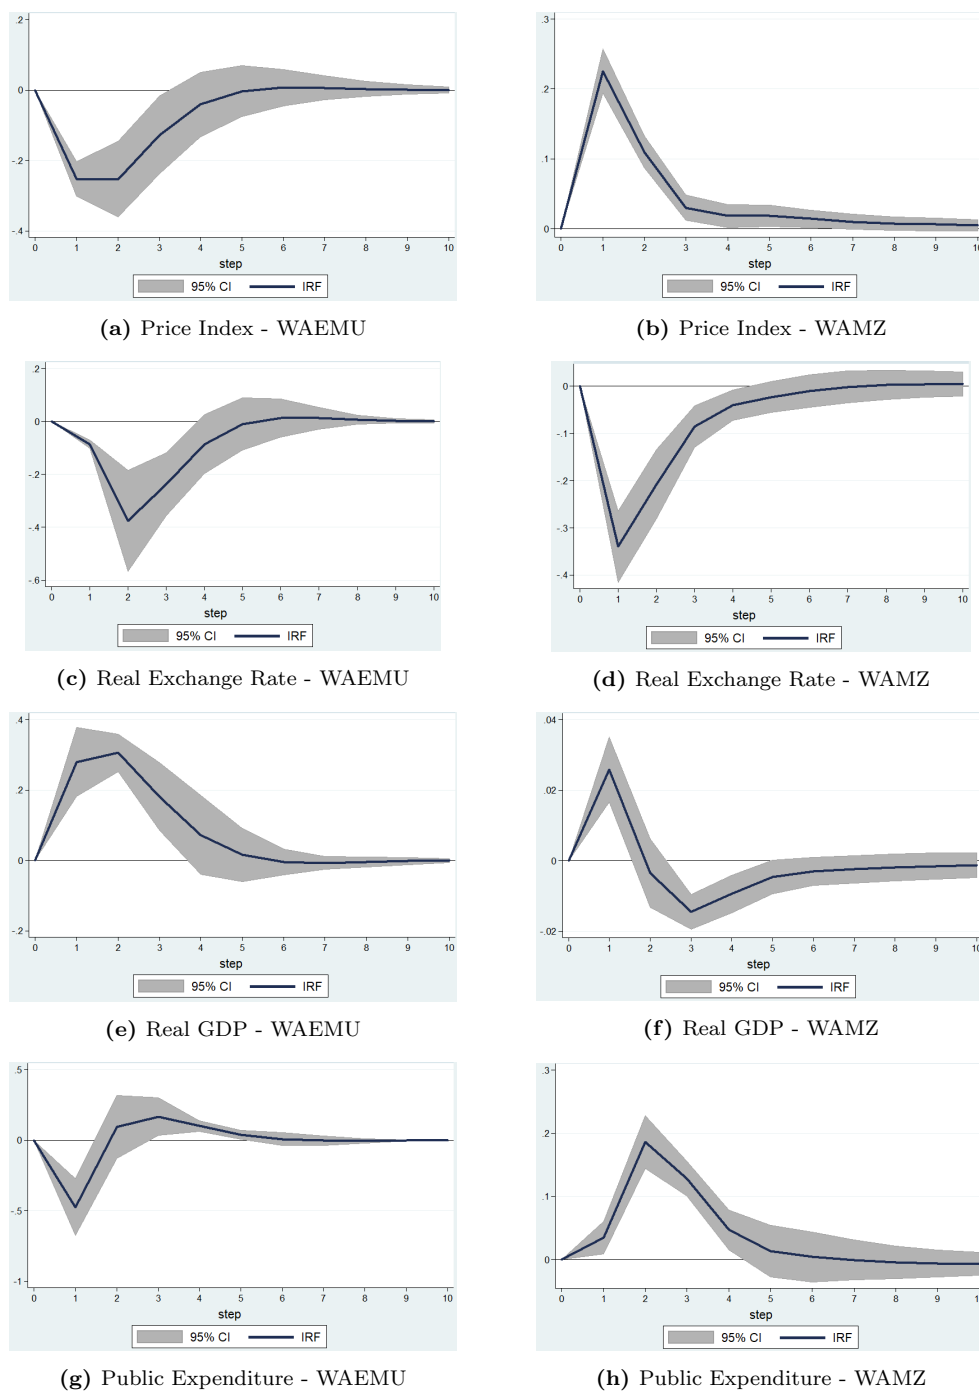 .2
0
-.2
-.4
0 1 2 3 4 5 6 7 8 9 10
step
95% CI IRF
(a) Price Index - WAEMU
.3
.2
.1
0
0 1 2 3 4 5 6 7 8 9 10
step
95% CI IRF
(b) Price Index - WAMZ
.2
0
-.2
-.4
-.6
0 1 2 3 4 5 6 7 8 9 10
step
95% CI IRF
(c) Real Exchange Rate - WAEMU
0
-.1
-.2
-.3
-.4
0 1 2 3 4 5 6 7 8 9 10
step
95% CI IRF
(d) Real Exchange Rate - WAMZ
.4
.2
0
-.2
0 1 2 3 4 5 6 7 8 9 10
step
95% CI IRF
(e) Real GDP - WAEMU
.04
.02
0
-.02
0 1 2 3 4 5 6 7 8 9 10
step
95% CI IRF
(f) Real GDP - WAMZ
.5
0
-.5
-1
0 1 2 3 4 5 6 7 8 9 10
step
95% CI IRF
(g) Public Expenditure - WAEMU
.3
.2
.1
0
0 1 2 3 4 5 6 7 8 9 1
step
95% CI IRF
(h) Public Expenditure - WAMZ